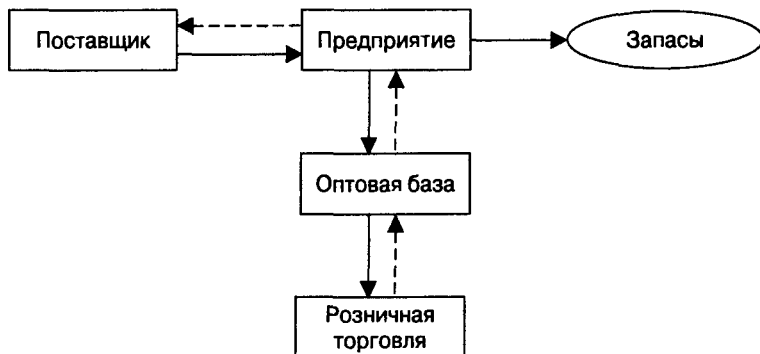 Поставщик
Предприятие
Запасы
Оптовая база
Розничная
торговля